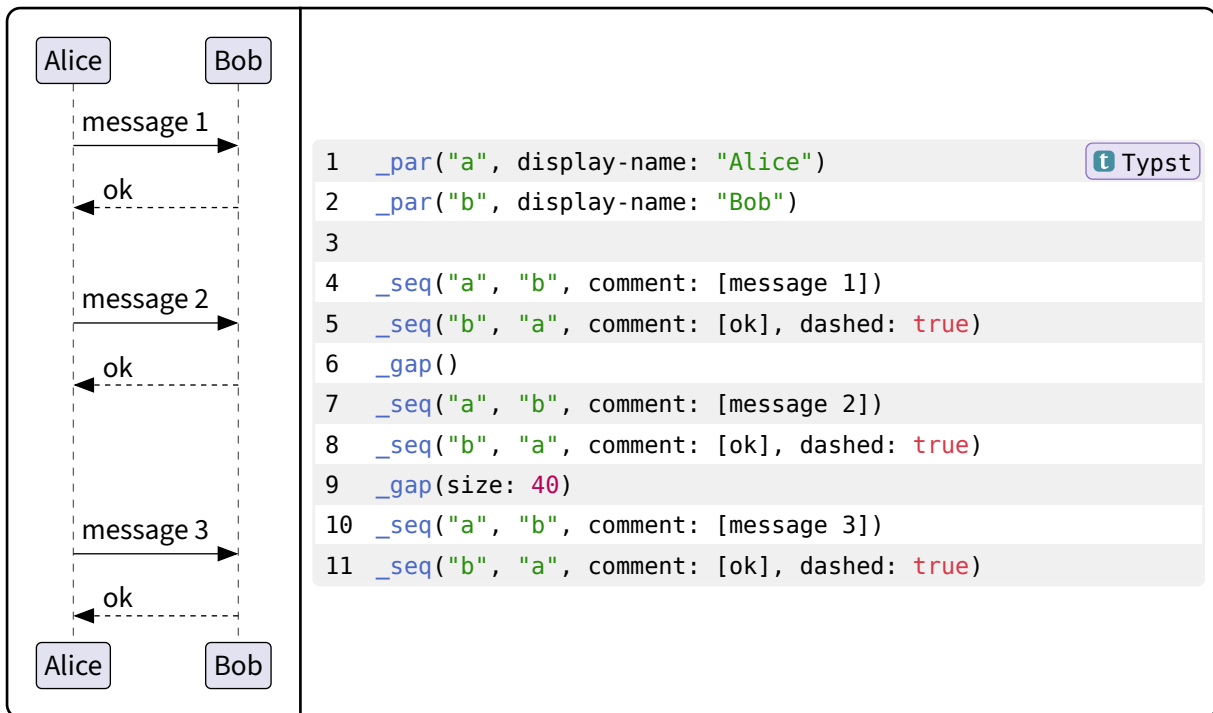 Alice Bob
message 1
ok
message 2
ok
message 3
ok
Alice Bob
Typst
1 _par("a", display-name: "Alice")
2 _par("b", display-name: "Bob")
3
4 _seq("a", "b", comment: [message 1])
5 _seq("b", "a", comment: [ok], dashed: true)
6 _gap()
7 _seq("a", "b", comment: [message 2])
8 _seq("b", "a", comment: [ok], dashed: true)
9 _gap(size: 40)
10 _seq("a", "b", comment: [message 3])
11 _seq("b", "a", comment: [ok], dashed: true)